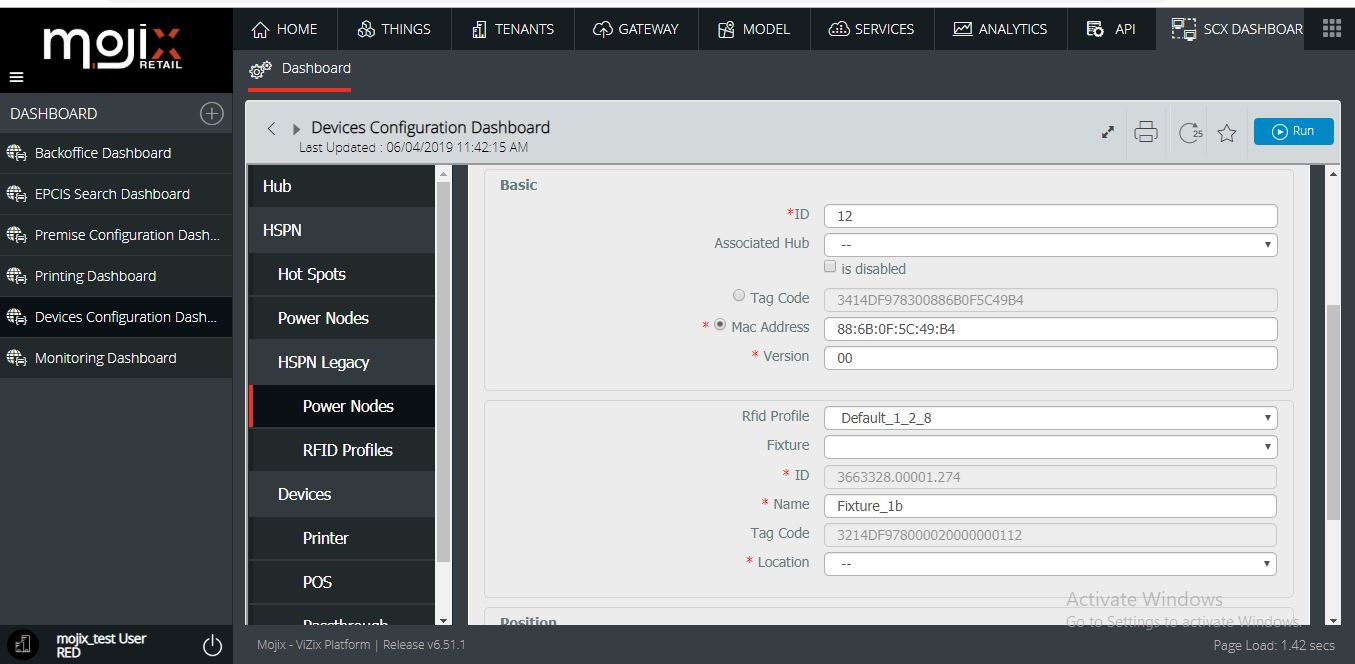 mojix
RETAIL
HOME
THINGS
TENANTS
GATEWAY
MODEL
SERVICES
ANALYTICS
API
SCX DASHBOAR
Dashboard
DASHBOARD
Backoffice Dashboard
EPCIS Search Dashboard
Premise Configuration Dash...
Printing Dashboard
Devices Configuration Dash...
Monitoring Dashboard
Devices Configuration Dashboard
Last Updated : 06/04/2019 11:42:15 AM
25
Run
Hub
HSPN
Hot Spots
Power Nodes
HSPN Legacy
Power Nodes
RFID Profiles
Devices
Printer
POS
Passthrough
Basic
*ID 12
Associated Hub --
is disabled
Tag Code 3414DF978300886B0F5C49B4
* Mac Address 88:6B:0F:5C:49:B4
* Version 00
Rfid Profile Default_1_2_8
Fixture
* ID 3663328.00001.274
* Name Fixture_1b
Tag Code 3214DF978000020000000112
* Location --
Position
Activate Windows
Go to Settings to activate Windows.
mojix_test User
RED
Mojix - ViZix Platform | Release v6.51.1
Page Load: 1.42 secs